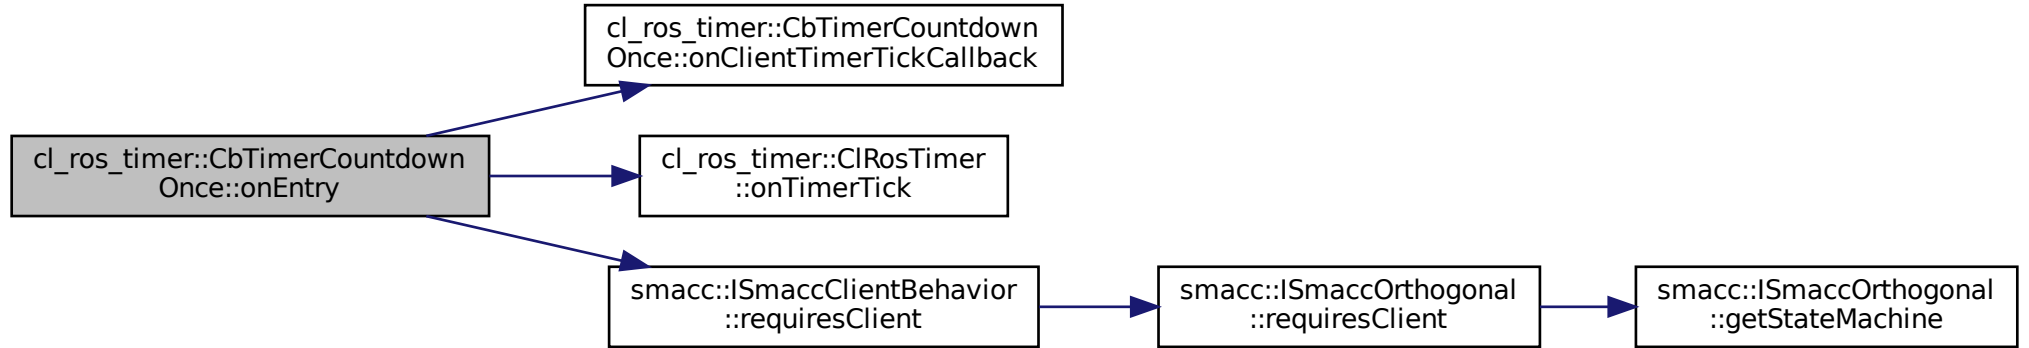 cl_ros_timer::CbTimerCountdown
Once::onClientTimerTickCallback
cl_ros_timer::CbTimerCountdown
Once::onEntry
cl_ros_timer::ClRosTimer
::onTimerTick
smacc::ISmaccClientBehavior
::requiresClient
smacc::ISmaccOrthogonal
::requiresClient
smacc::ISmaccOrthogonal
::getStateMachine